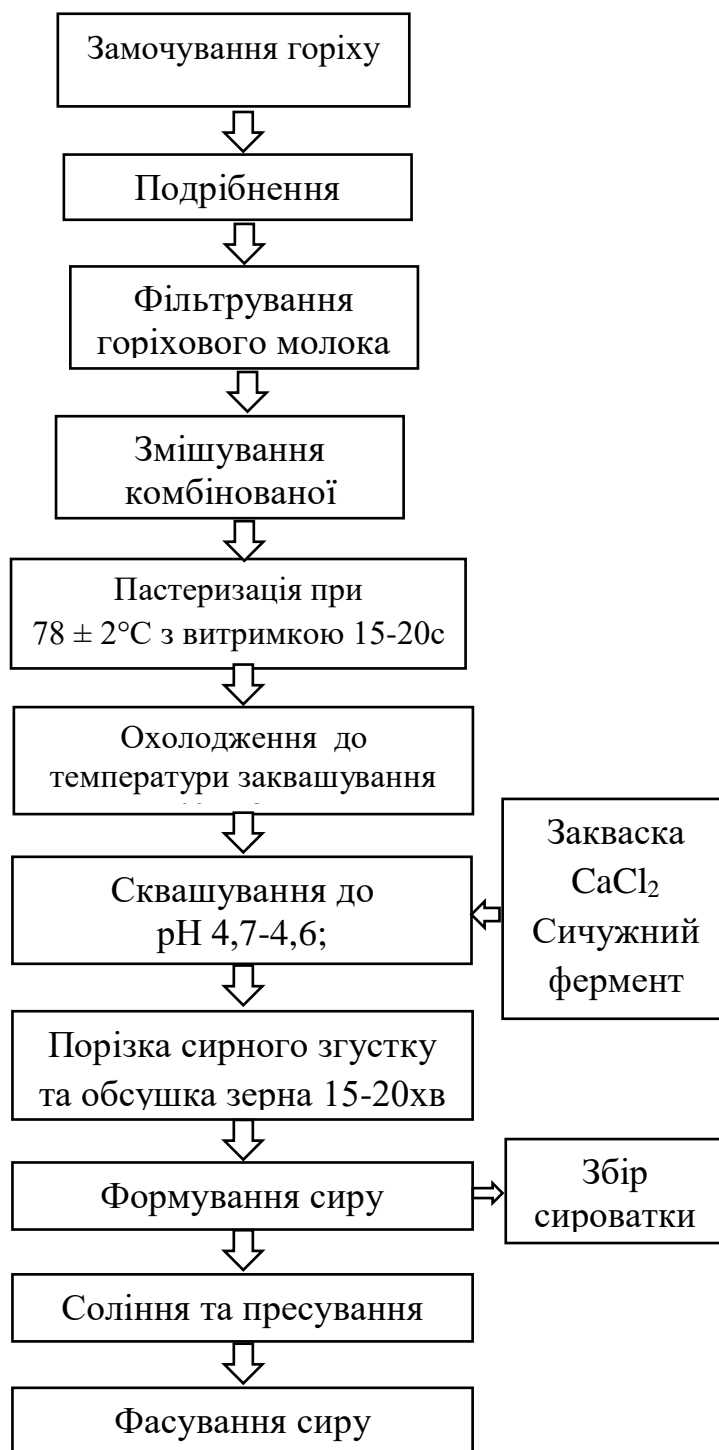 Замочування горіху
Подрібнення
Фільтрування
горіхового молока
Змішування
комбінованої
Пастеризація при
78 ± 2°С з витримкою 15-20с
Охолодження до
температури заквашування
Сквашування до
рН 4,7-4,6;
Закваска
CaCl₂
Сичужний
фермент
Порізка сирного згустку
та обсушка зерна 15-20хв
Формування сиру
Збір
сироватки
Соління та пресування
Фасування сиру